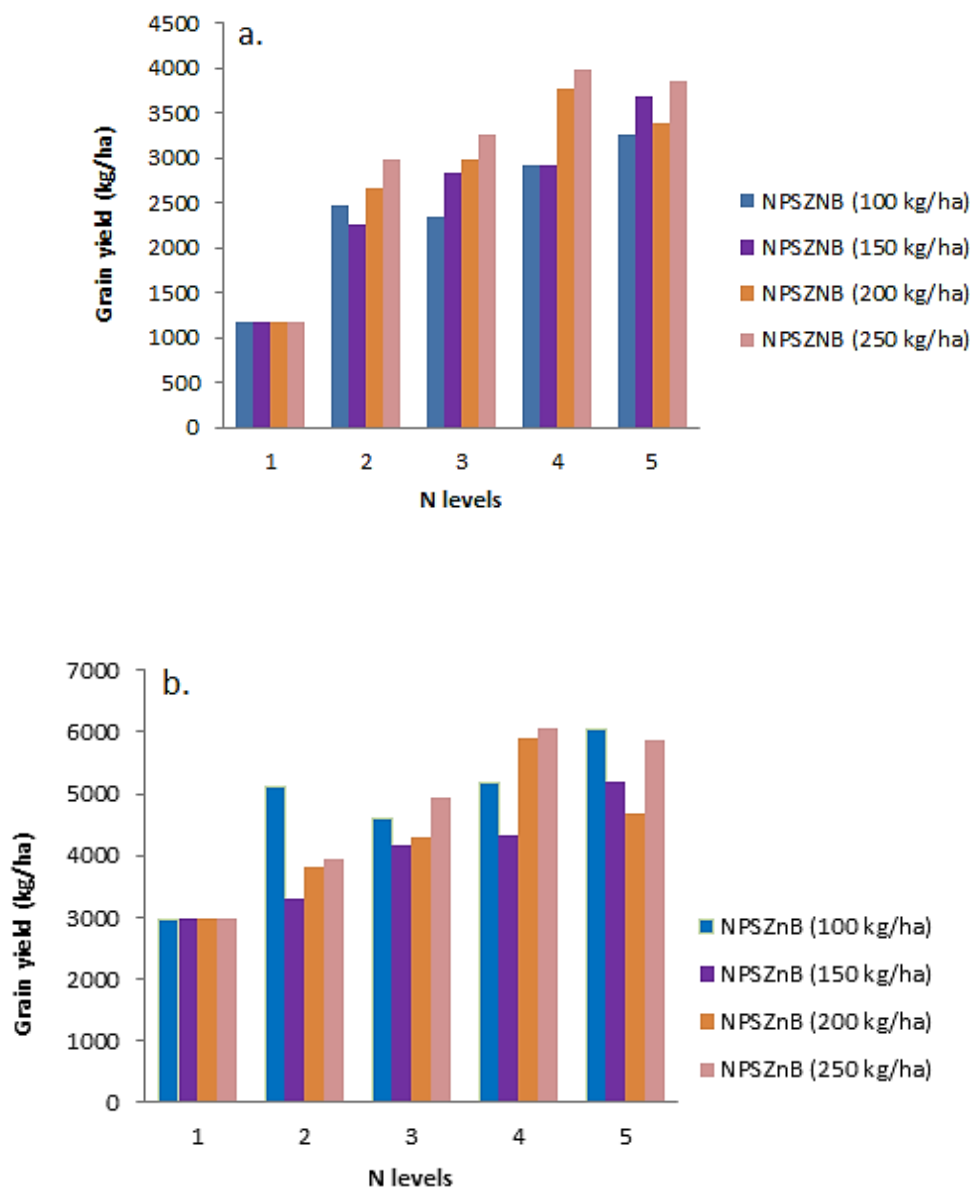 a.
4500
4000
3500
3000
2500
2000
1500
1000
500
0
Grain yield (kg/ha)
1 2 3 4 5
N levels
NPSZNB (100 kg/ha)
NPSZNB (150 kg/ha)
NPSZNB (200 kg/ha)
NPSZNB (250 kg/ha)
b.
7000
6000
5000
4000
3000
2000
1000
0
Grain yield (kg/ha)
1 2 3 4 5
N levels
NPSZnB (100 kg/ha)
NPSZnB (150 kg/ha)
NPSZnB (200 kg/ha)
NPSZnB (250 kg/ha)